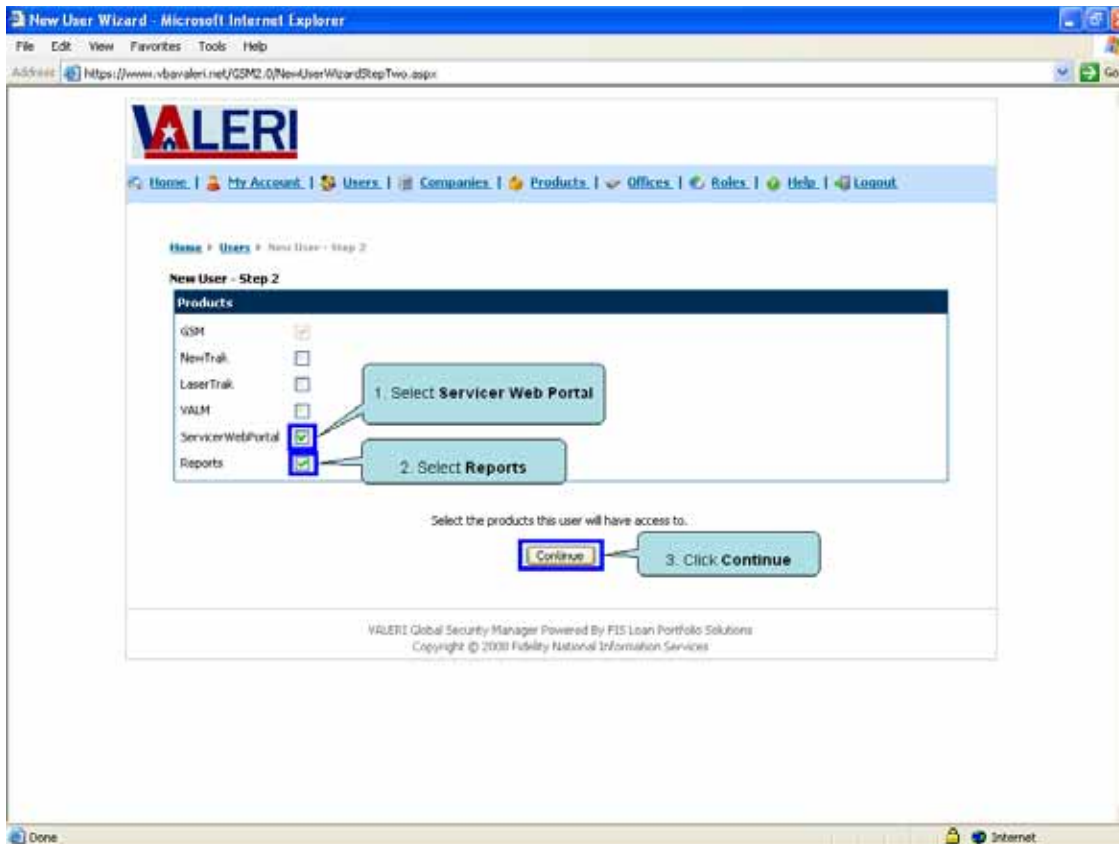 New User Wizard - Microsoft Internet Explorer
File Edit View Favorites Tools Help
Address https://www.vbavaleri.net/GSM2.0/NewUserWizardStepTwo.aspx Go
VALERI
Home | My Account | Users | Companies | Products | Offices | Roles | Help | Logout
Home Users New User - Step 2
New User - Step 2
Products
GSM
NewTrak
LaserTrak
VALM
ServicerWebPortal
Reports
1. Select Servicer Web Portal
2. Select Reports
Select the products this user will have access to.
Continue
3. Click Continue
VALERI Global Security Manager Powered By FIS Loan Portfolio Solutions
Copyright © 2008 Fidelity National Information Services
Done Internet